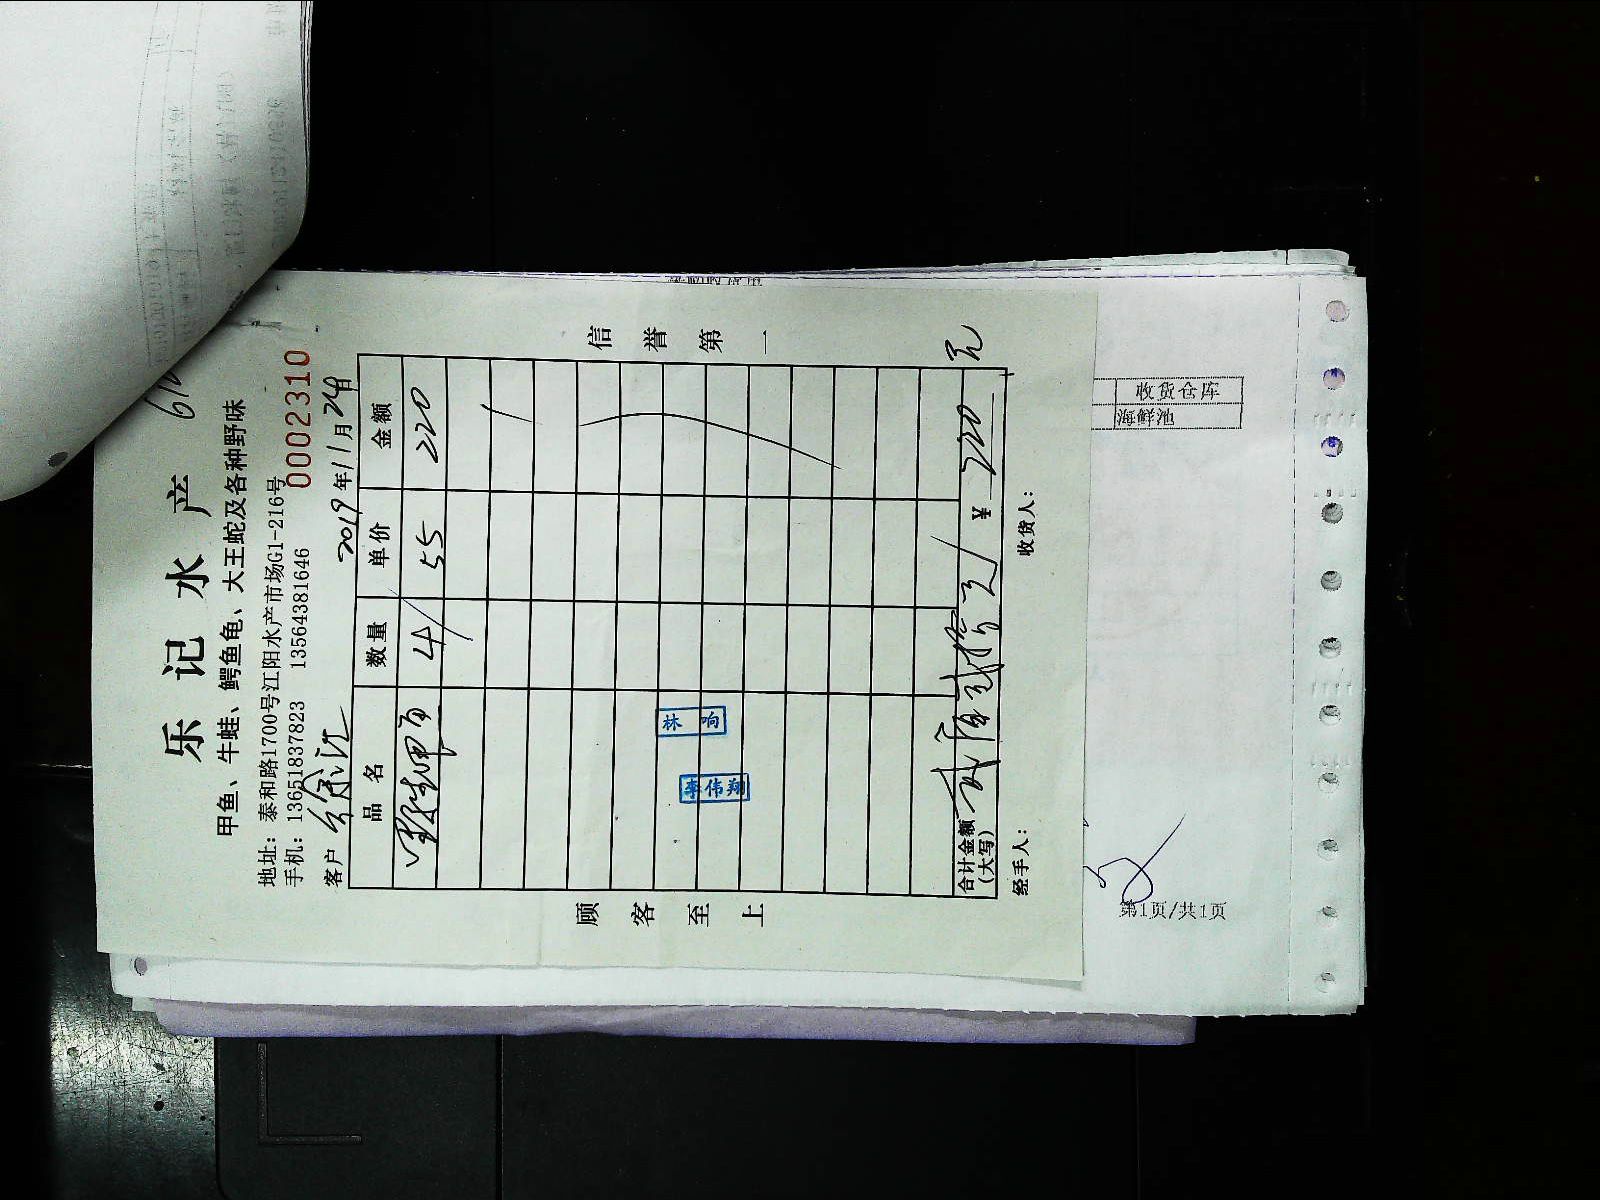 乐记水产
甲鱼、牛蛙、鳄鱼龟、大王蛇及各种野味
地址：泰和路1700号江阳水产市场G1-216号
手机：13651837823 13564381646
0002310
客户
2019年11月24日
品名 数量 单价 金额
4 55 220
林 响
李伟翔
合计金额
(大写)
¥ 220 元
经手人： 收货人：
顾客至上
信誉第一
收货仓库
海鲜池
第1页/共1页